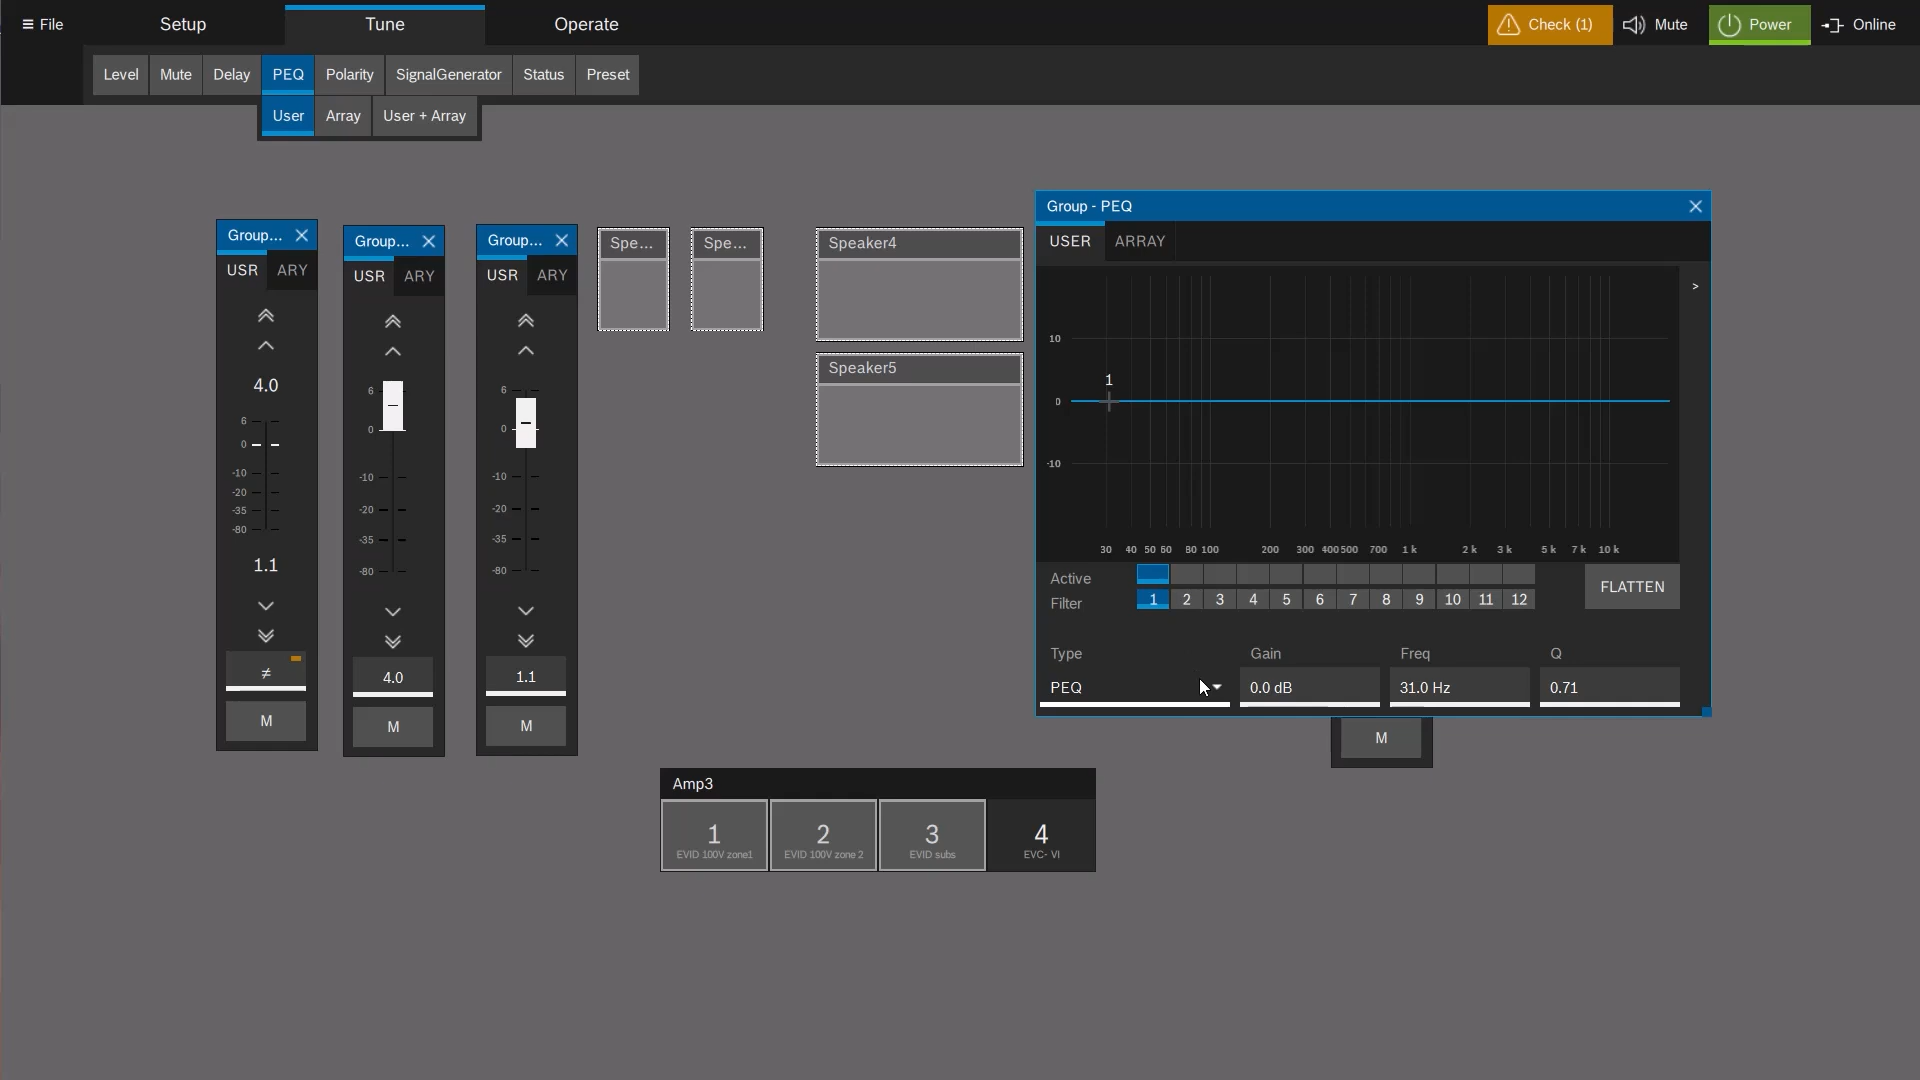 ≡ File
Setup
Tune
Operate
Check (1)
Mute
Power
Online
Level
Mute
Delay
PEQ
Polarity
SignalGenerator
Status
Preset
User
Array
User + Array
Group...
USR
ARY
4.0
6
0
-10
-20
-35
-80
1.1
≠
M
Group...
USR
ARY
6
0
-10
-20
-35
-80
4.0
M
Group...
USR
ARY
6
0
-10
-20
-35
-80
1.1
M
Spe...
Spe...
Speaker4
Speaker5
Group - PEQ
USER
ARRAY
>
10
0
-10
1
30 40 50 60 80 100 200 300 400 500 700 1 k 2 k 3 k 5 k 7 k 10 k
Active
Filter
1 2 3 4 5 6 7 8 9 10 11 12
FLATTEN
Type
Gain
Freq
Q
PEQ
0.0 dB
31.0 Hz
0.71
M
Amp3
1
EVID 100V zone1
2
EVID 100V zone 2
3
EVID subs
4
EVC- VI